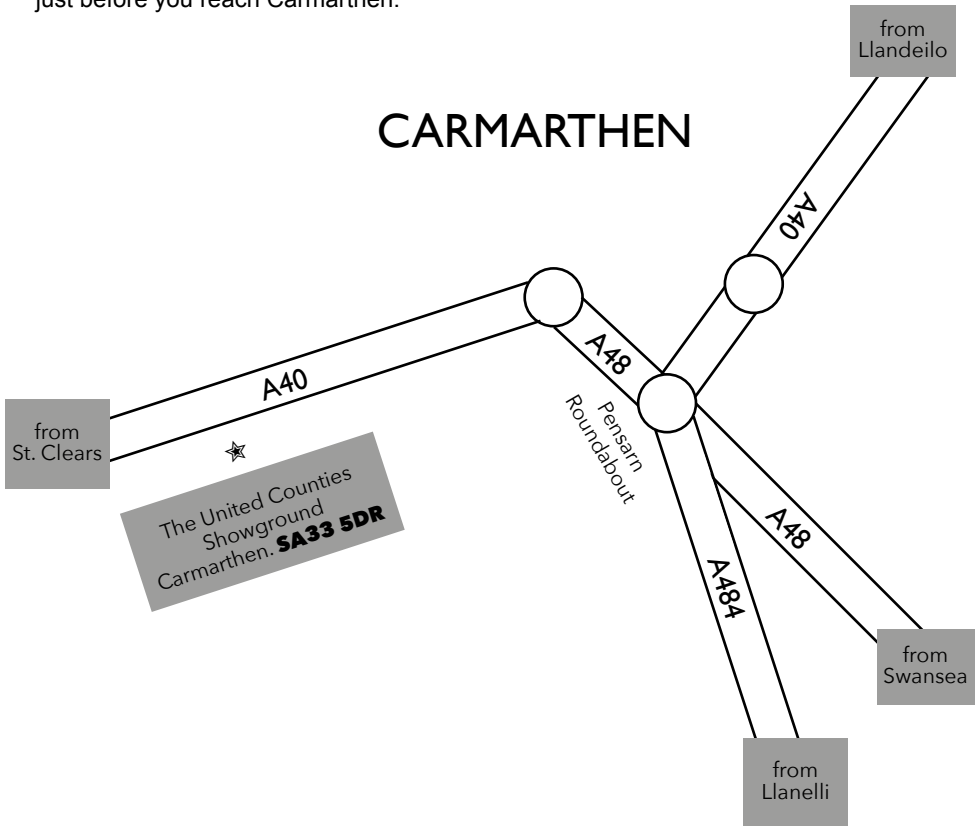 just before you reach Carmarthen.
from
Llandeilo
CARMARTHEN
A40
A48
A40
from
St. Clears
Pensarn
Roundabout
The United Counties
Showground
Carmarthen. SA33 5DR
A48
A484
from
Swansea
from
Llanelli